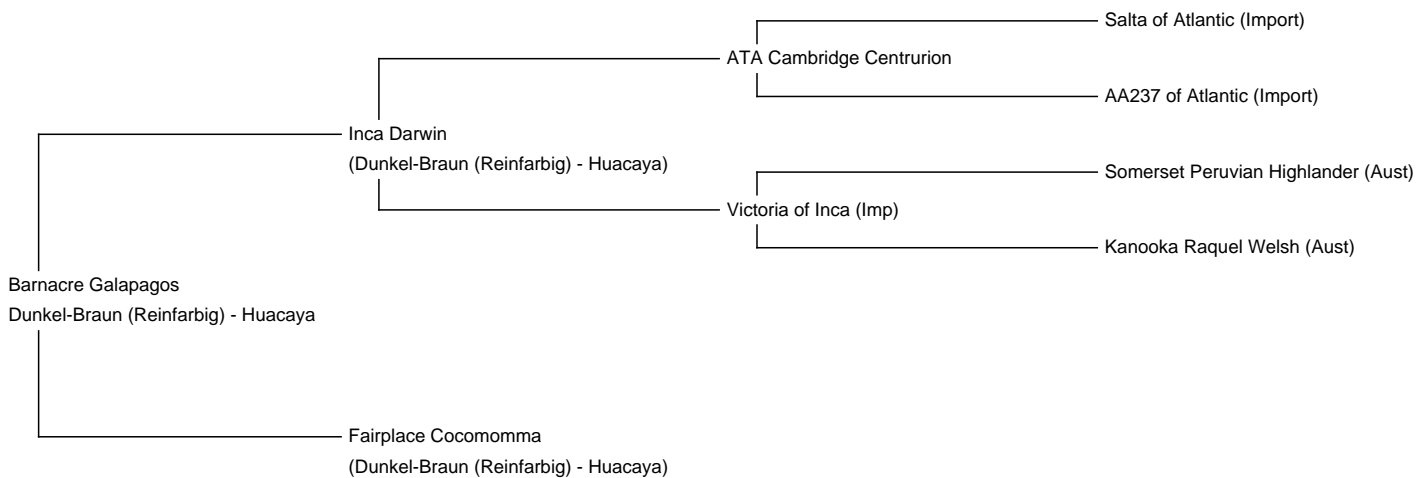 Salta of Atlantic (Import)
ATA Cambridge Centrurion
AA237 of Atlantic (Import)
Inca Darwin
(Dunkel-Braun (Reinfarbig) - Huacaya)
Somerset Peruvian Highlander (Aust)
Victoria of Inca (Imp)
Kanooka Raquel Welsh (Aust)
Barnacre Galapagos
Dunkel-Braun (Reinfarbig) - Huacaya
Fairplace Cocomomma
(Dunkel-Braun (Reinfarbig) - Huacaya)